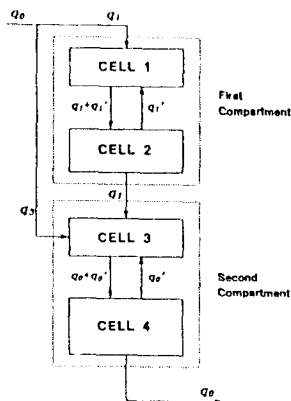 q₀ q₁
CELL 1
q₁+q₁' q₁'
First
Compartment
CELL 2
q₁
q₃
CELL 3
q₀+q₀' q₀'
Second
Compartment
CELL 4
q₀